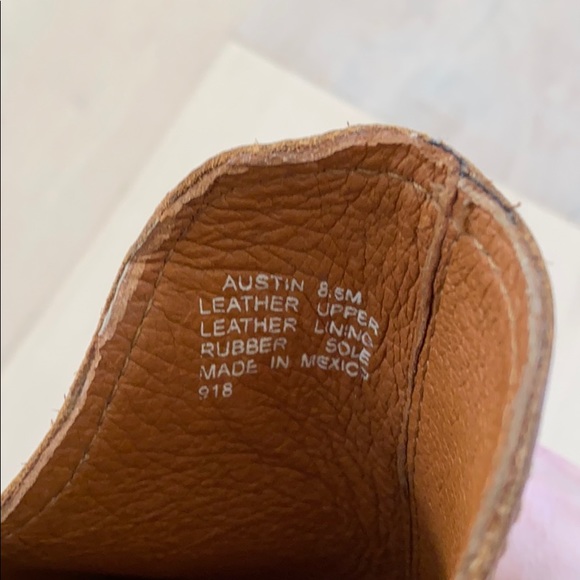 AUSTIN 8.5M
LEATHER UPPER
LEATHER LINING
RUBBER SOLE
MADE IN MEXICO
918